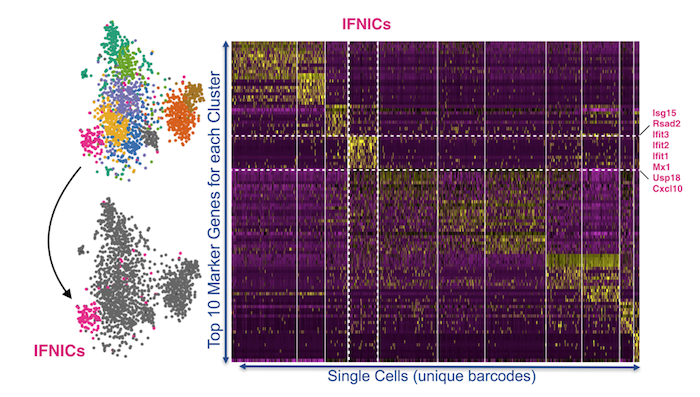 IFNICs
Top 10 Marker Genes for each Cluster
Isg15
Rsad2
Ifit3
Ifit2
Ifit1
Mx1
Usp18
Cxcl10
IFNICs
Single Cells (unique barcodes)